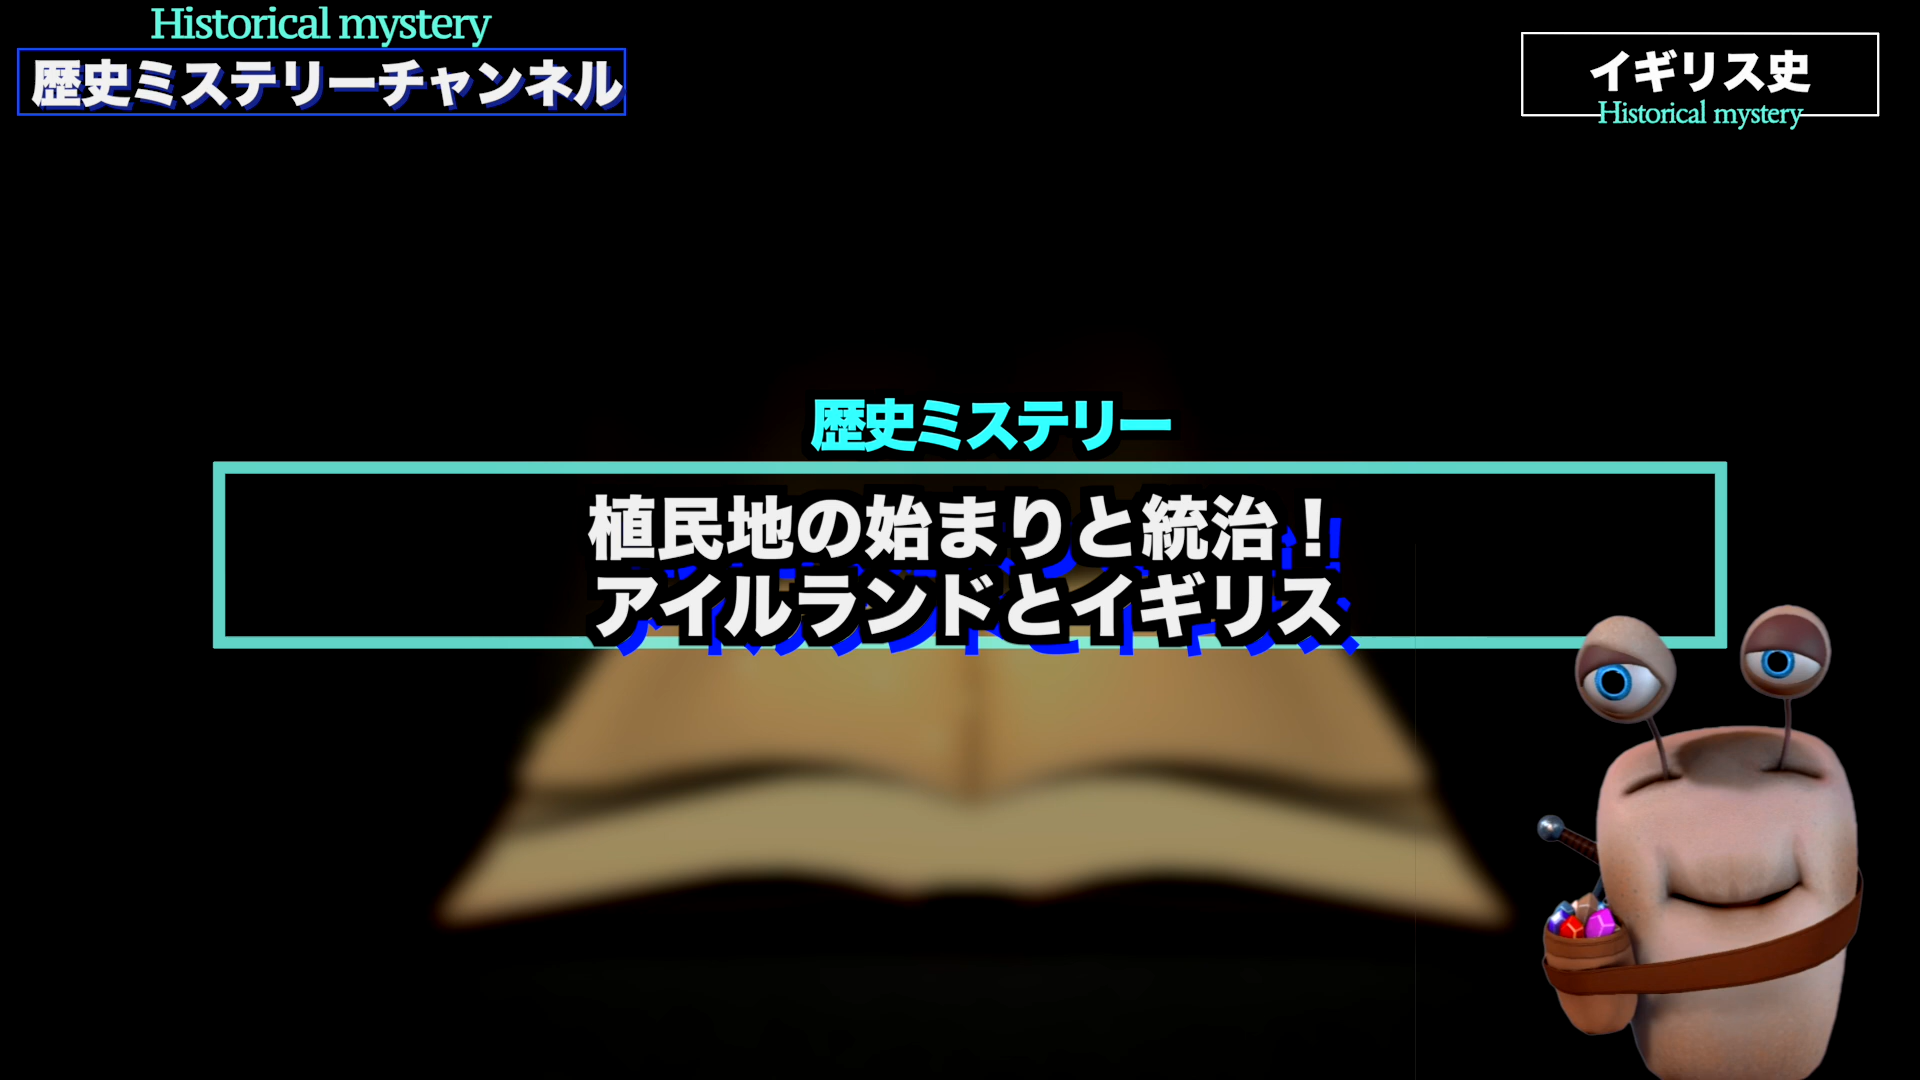 Historical mystery
歴史ミステリーチャンネル
イギリス史
Historical mystery
歴史ミステリー
植民地の始まりと統治！
アイルランドとイギリス